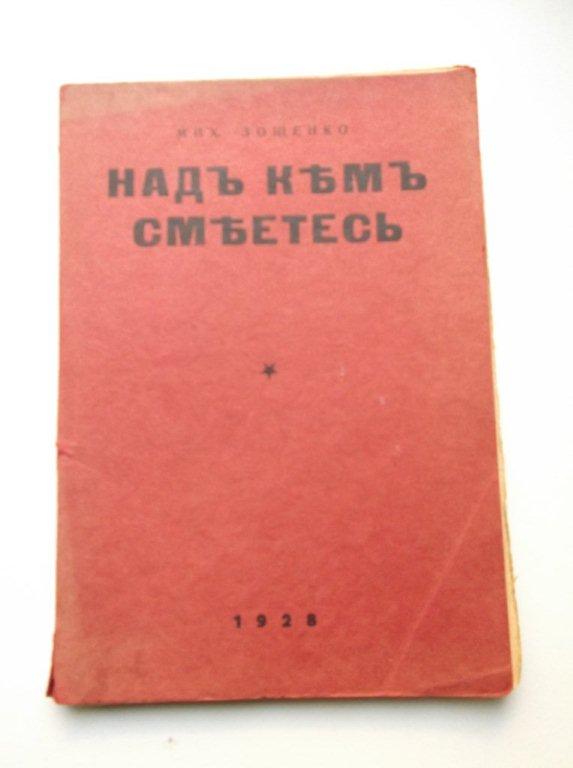 МИХ. ЗОЩЕНКО
НАДЪ КѢМЪ
СМѢЕТЕСЬ
1928